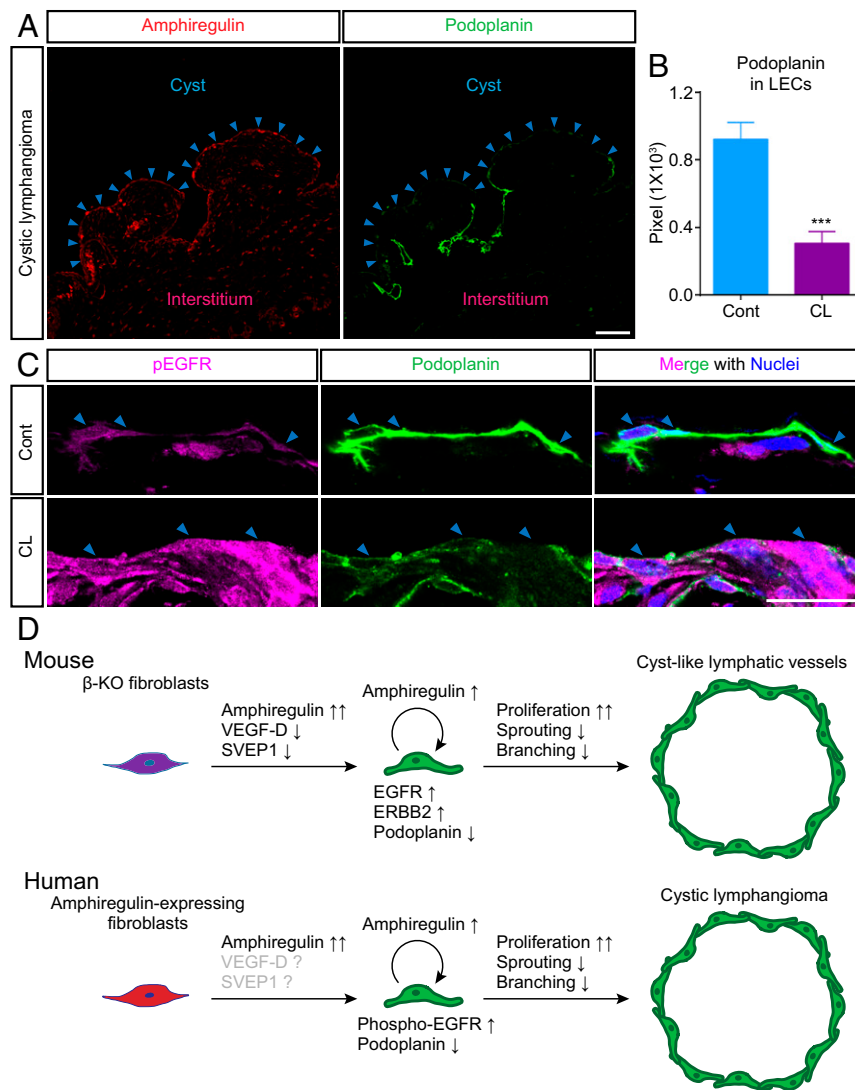 A
Amphiregulin
Podoplanin
Cystic lymphangioma
Cyst
Interstitium
Cyst
Interstitium
B
Podoplanin
in LECs
Pixel (1X10³)
1.2
0.8
0.4
0.0
***
Cont
CL
C
pEGFR
Podoplanin
Merge with Nuclei
Cont
CL
D
Mouse
β-KO fibroblasts
Amphiregulin ↑↑
VEGF-D ↓
SVEP1 ↓
Amphiregulin ↑
EGFR ↑
ERBB2 ↑
Podoplanin ↓
Proliferation ↑↑
Sprouting ↓
Branching ↓
Cyst-like lymphatic vessels
Human
Amphiregulin-expressing
fibroblasts
Amphiregulin ↑↑
VEGF-D ?
SVEP1 ?
Amphiregulin ↑
Phospho-EGFR ↑
Podoplanin ↓
Proliferation ↑↑
Sprouting ↓
Branching ↓
Cystic lymphangioma